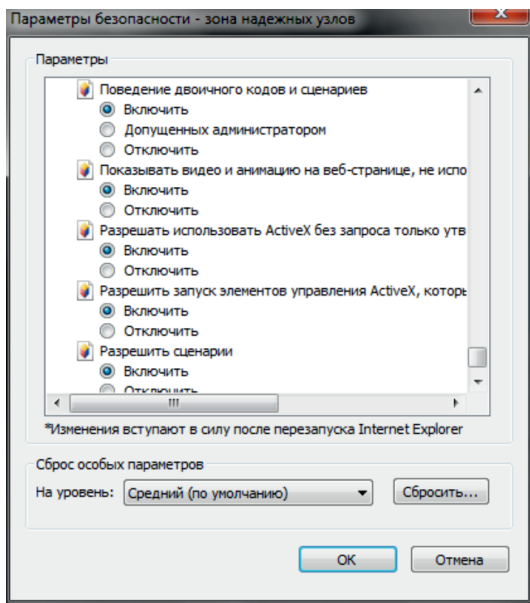 Параметры безопасности - зона надежных узлов
Параметры
Поведение двоичного кодов и сценариев
Включить
Допущенных администратором
Отключить
Показывать видео и анимацию на веб-странице, не испо
Включить
Отключить
Разрешать использовать ActiveX без запроса только утв
Включить
Отключить
Разрешить запуск элементов управления ActiveX, которы
Включить
Отключить
Разрешить сценарии
Включить
Отключить
*Изменения вступают в силу после перезапуска Internet Explorer
Сброс особых параметров
На уровень: Средний (по умолчанию) Сбросить...
OK Отмена